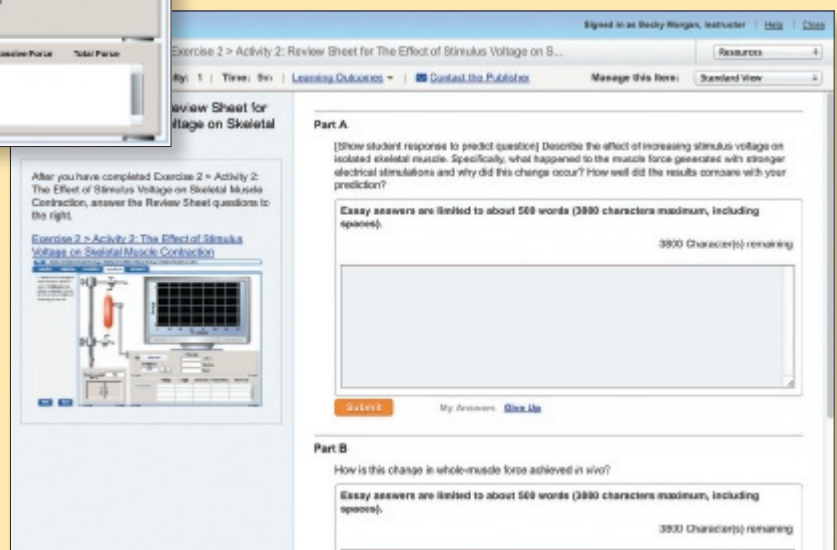 Signed in as Becky Morgan, Instructor | Help | Close
Exercise 2 > Activity 2: Review Sheet for The Effect of Stimulus Voltage on S...
Resources
Total Force
1 | Time: 9m | Learning Outcomes | Contact the Publisher
Manage this Item: Standard View
Review Sheet for
Voltage on Skeletal
After you have completed Exercise 2 > Activity 2:
The Effect of Stimulus Voltage on Skeletal Muscle
Contraction, answer the Review Sheet questions to
the right.
Exercise 2 > Activity 2: The Effect of Stimulus
Voltage on Skeletal Muscle Contraction
Part A
[Show student response to predict question] Describe the effect of increasing stimulus voltage on
isolated skeletal muscle. Specifically, what happened to the muscle force generated with stronger
electrical stimulations and why did this change occur? How well did the results compare with your
prediction?
Essay answers are limited to about 500 words (3800 characters maximum, including
spaces).
3800 Character(s) remaining
Submit
My Answers Give Up
Part B
How is this change in whole-muscle force achieved in vivo?
Essay answers are limited to about 500 words (3800 characters maximum, including
spaces).
3800 Character(s) remaining